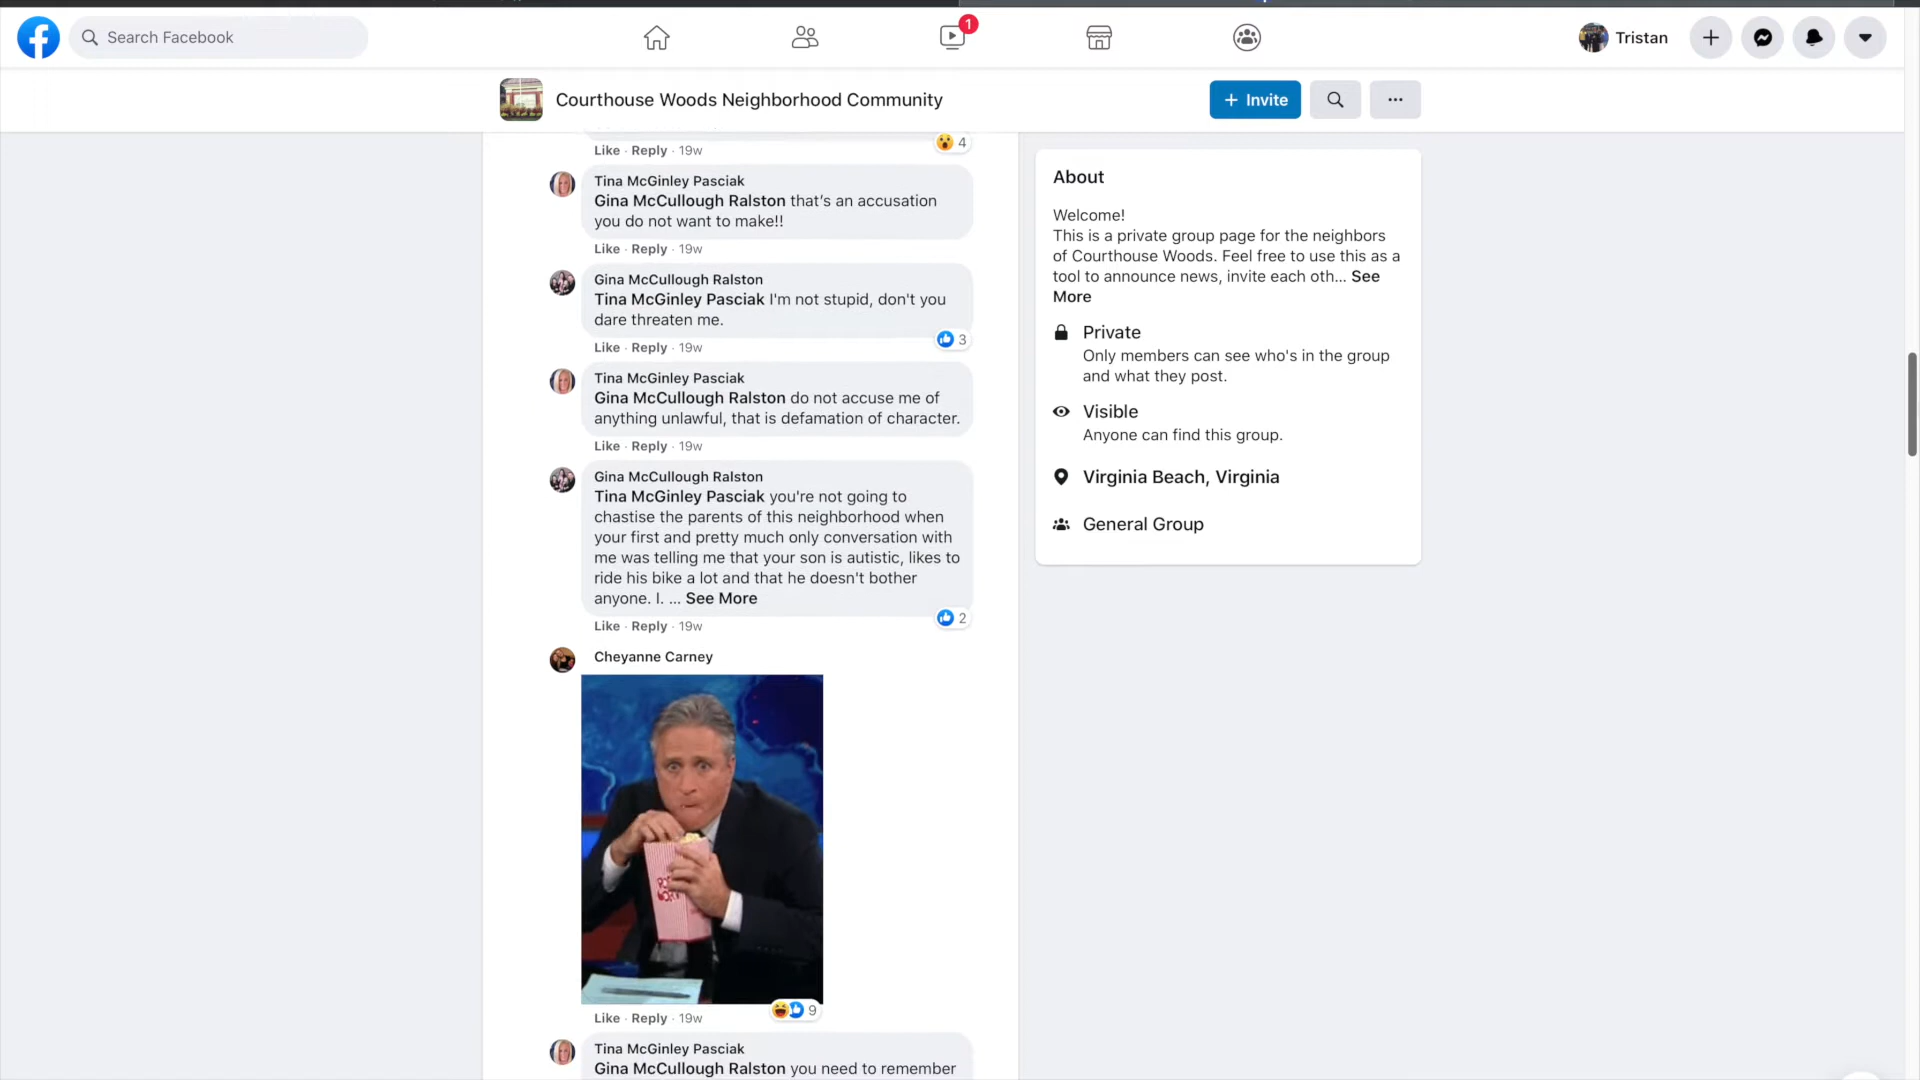 Search Facebook
1
Tristan
Courthouse Woods Neighborhood Community
+ Invite
Like · Reply · 19w
4
Tina McGinley Pasciak
Gina McCullough Ralston that's an accusation
you do not want to make!!
Like · Reply · 19w
Gina McCullough Ralston
Tina McGinley Pasciak I'm not stupid, don't you
dare threaten me.
3
Like · Reply · 19w
Tina McGinley Pasciak
Gina McCullough Ralston do not accuse me of
anything unlawful, that is defamation of character.
Like · Reply · 19w
Gina McCullough Ralston
Tina McGinley Pasciak you're not going to
chastise the parents of this neighborhood when
your first and pretty much only conversation with
me was telling me that your son is autistic, likes to
ride his bike a lot and that he doesn't bother
anyone. I. ... See More
2
Like · Reply · 19w
Cheyanne Carney
9
Like · Reply · 19w
Tina McGinley Pasciak
Gina McCullough Ralston you need to remember
About
Welcome!
This is a private group page for the neighbors
of Courthouse Woods. Feel free to use this as a
tool to announce news, invite each oth... See
More
Private
Only members can see who's in the group
and what they post.
Visible
Anyone can find this group.
Virginia Beach, Virginia
General Group